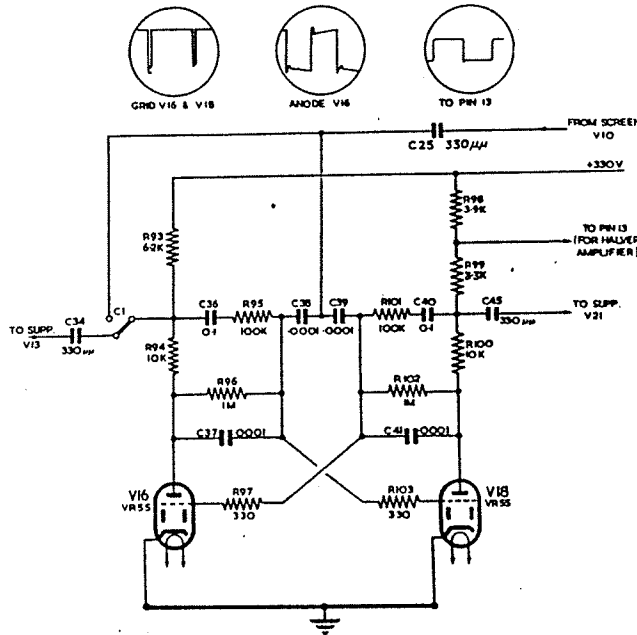 GRID V16 & V18
ANODE V16
TO PIN 13
FROM SCREEN
V10
C25 330μμ
+330V
R98
3·9K
R93
6·2K
TO PIN 13
(FOR HALVER
AMPLIFIER)
R99
3·3K
C34
C1
C36
R95
C38
C39
R101
C40
C45
0·1
100K
·0001
·0001
100K
0·1
330μμ
TO SUPP.
V21
TO SUPP.
V13
330μμ
R94
10K
R100
10K
R96
1M
R102
1M
C37
·0001
C41
·0001
V16
VR55
R97
330
R103
330
V18
VR55